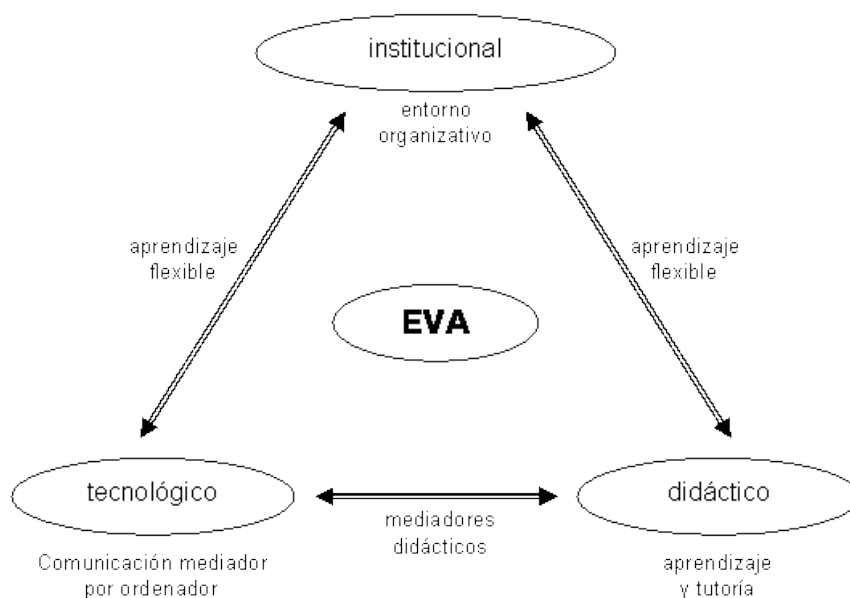 institucional
entorno
organizativo
aprendizaje
flexible
aprendizaje
flexible
EVA
tecnológico
didáctico
mediadores
didácticos
Comunicación mediador
por ordenador
aprendizaje
y tutoría